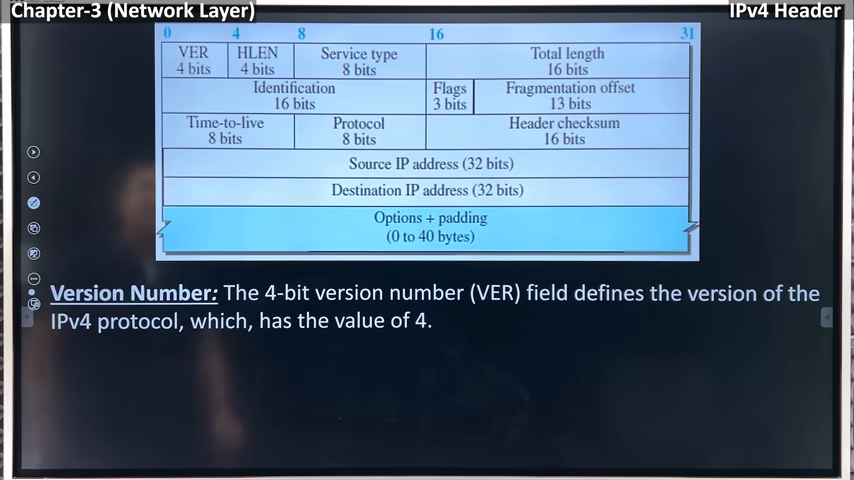 Chapter-3 (Network Layer) IPv4 Header
0 4 8 16 31
VER HLEN Service type Total length
4 bits 4 bits 8 bits 16 bits
Identification Flags Fragmentation offset
16 bits 3 bits 13 bits
Time-to-live Protocol Header checksum
8 bits 8 bits 16 bits
Source IP address (32 bits)
Destination IP address (32 bits)
Options + padding
(0 to 40 bytes)
• Version Number: The 4-bit version number (VER) field defines the version of the
IPv4 protocol, which, has the value of 4.